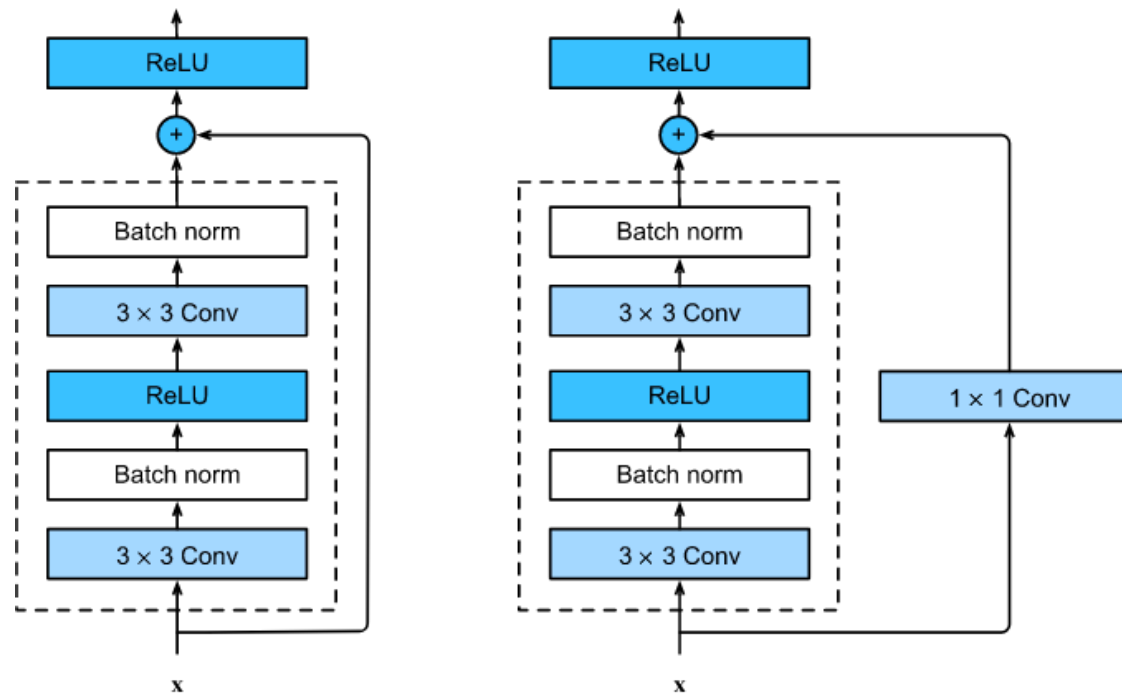 ReLU
+
Batch norm
3 × 3 Conv
ReLU
Batch norm
3 × 3 Conv
x
ReLU
+
Batch norm
3 × 3 Conv
ReLU
1 × 1 Conv
Batch norm
3 × 3 Conv
x